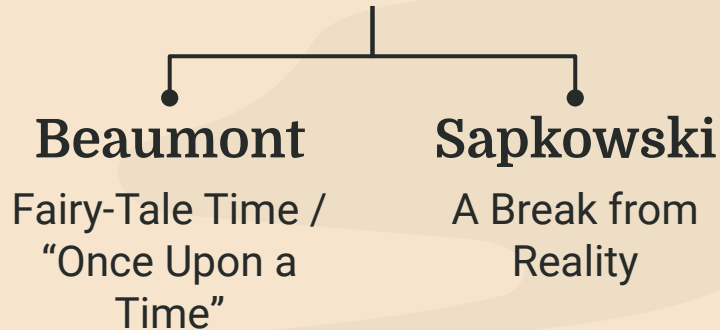 Beaumont
Fairy-Tale Time /
“Once Upon a
Time”
Sapkowski
A Break from
Reality